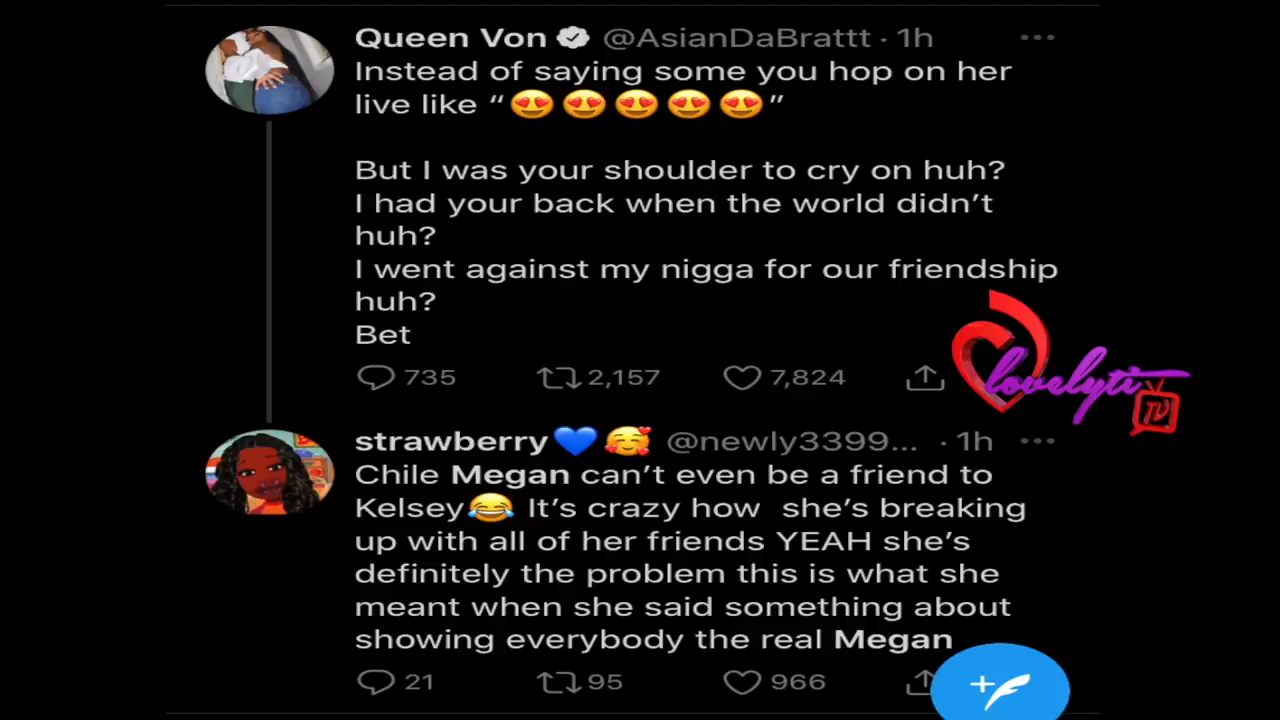 Queen Von @AsianDaBrattt · 1h
Instead of saying some you hop on her
live like “😍😍😍😍😍”
But I was your shoulder to cry on huh?
I had your back when the world didn’t
huh?
I went against my nigga for our friendship
huh?
Bet
735 2,157 7,824
lovelyti
TV
strawberry💙🥰 @newly3399... · 1h
Chile Megan can’t even be a friend to
Kelsey😂 It’s crazy how she’s breaking
up with all of her friends YEAH she’s
definitely the problem this is what she
meant when she said something about
showing everybody the real Megan
21 95 966